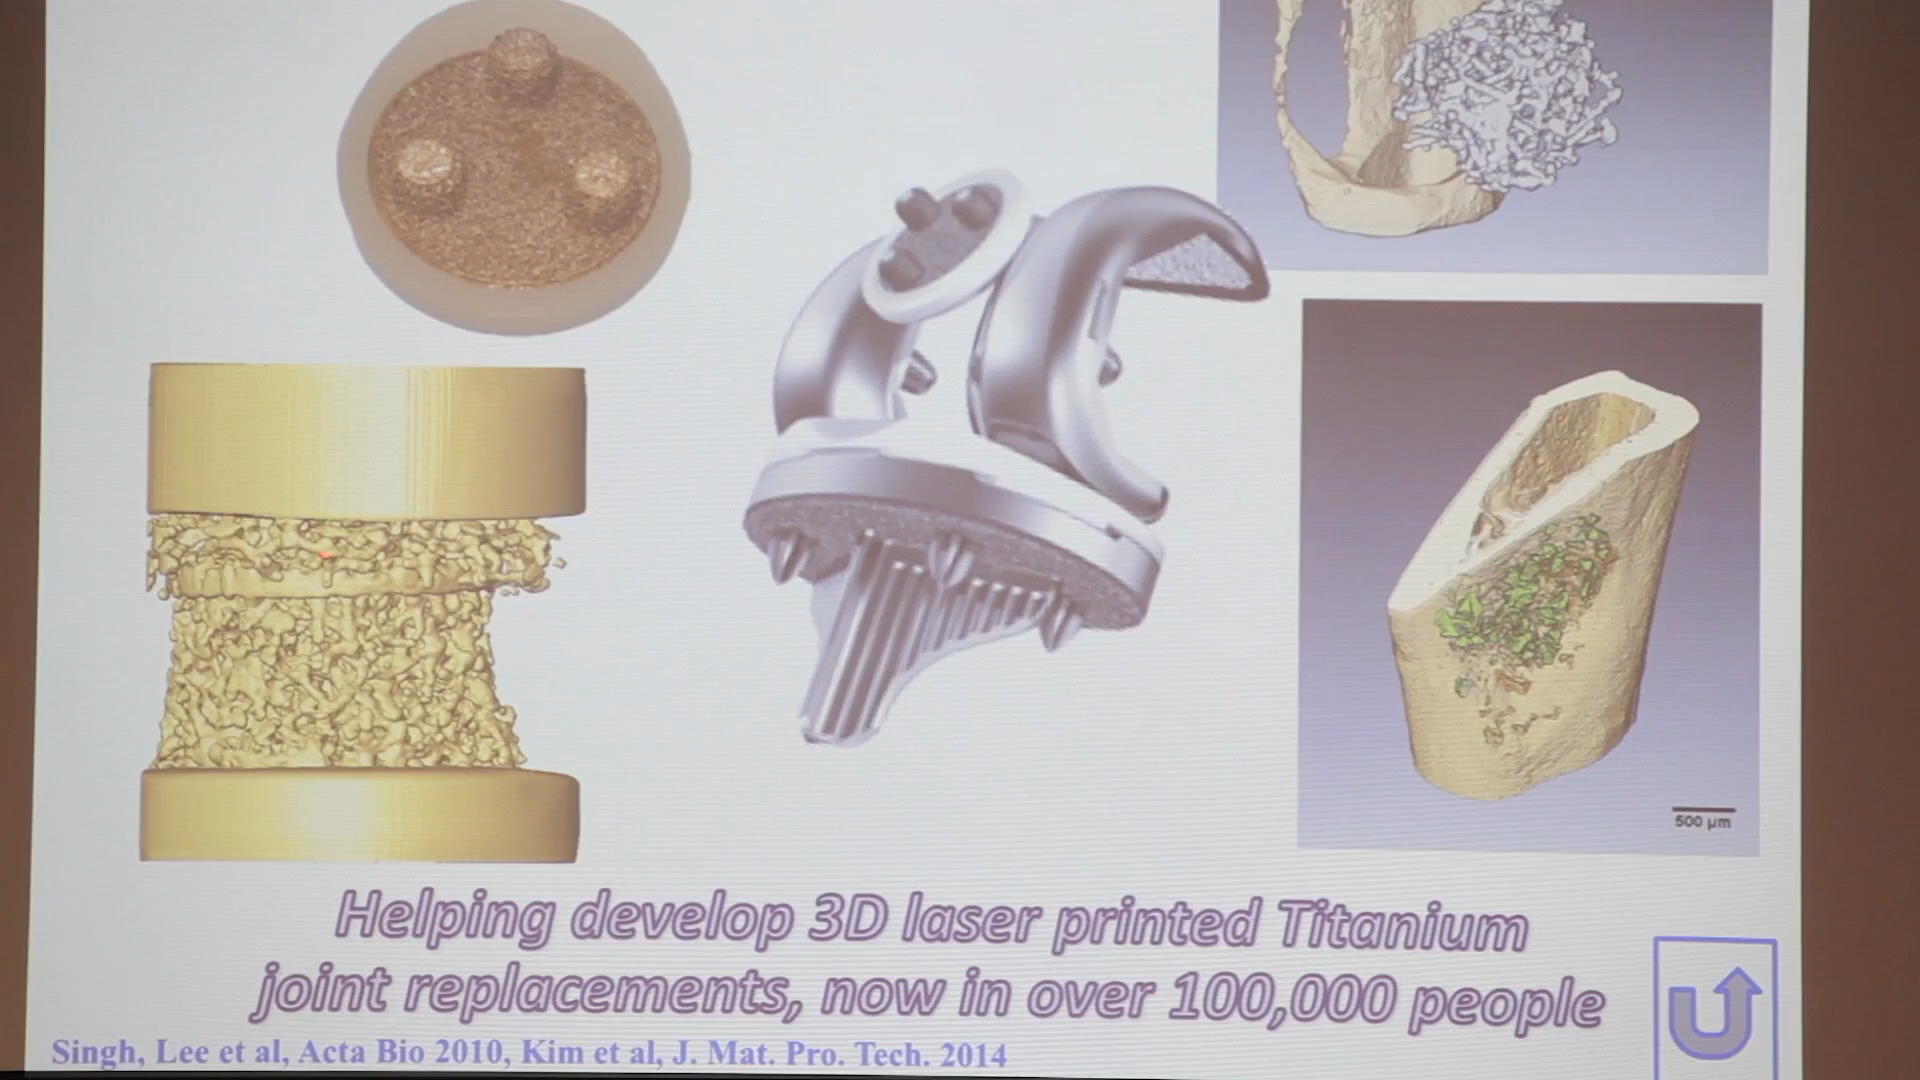 500 µm
Helping develop 3D laser printed Titanium
joint replacements, now in over 100,000 people
Singh, Lee et al, Acta Bio 2010, Kim et al, J. Mat. Pro. Tech. 2014